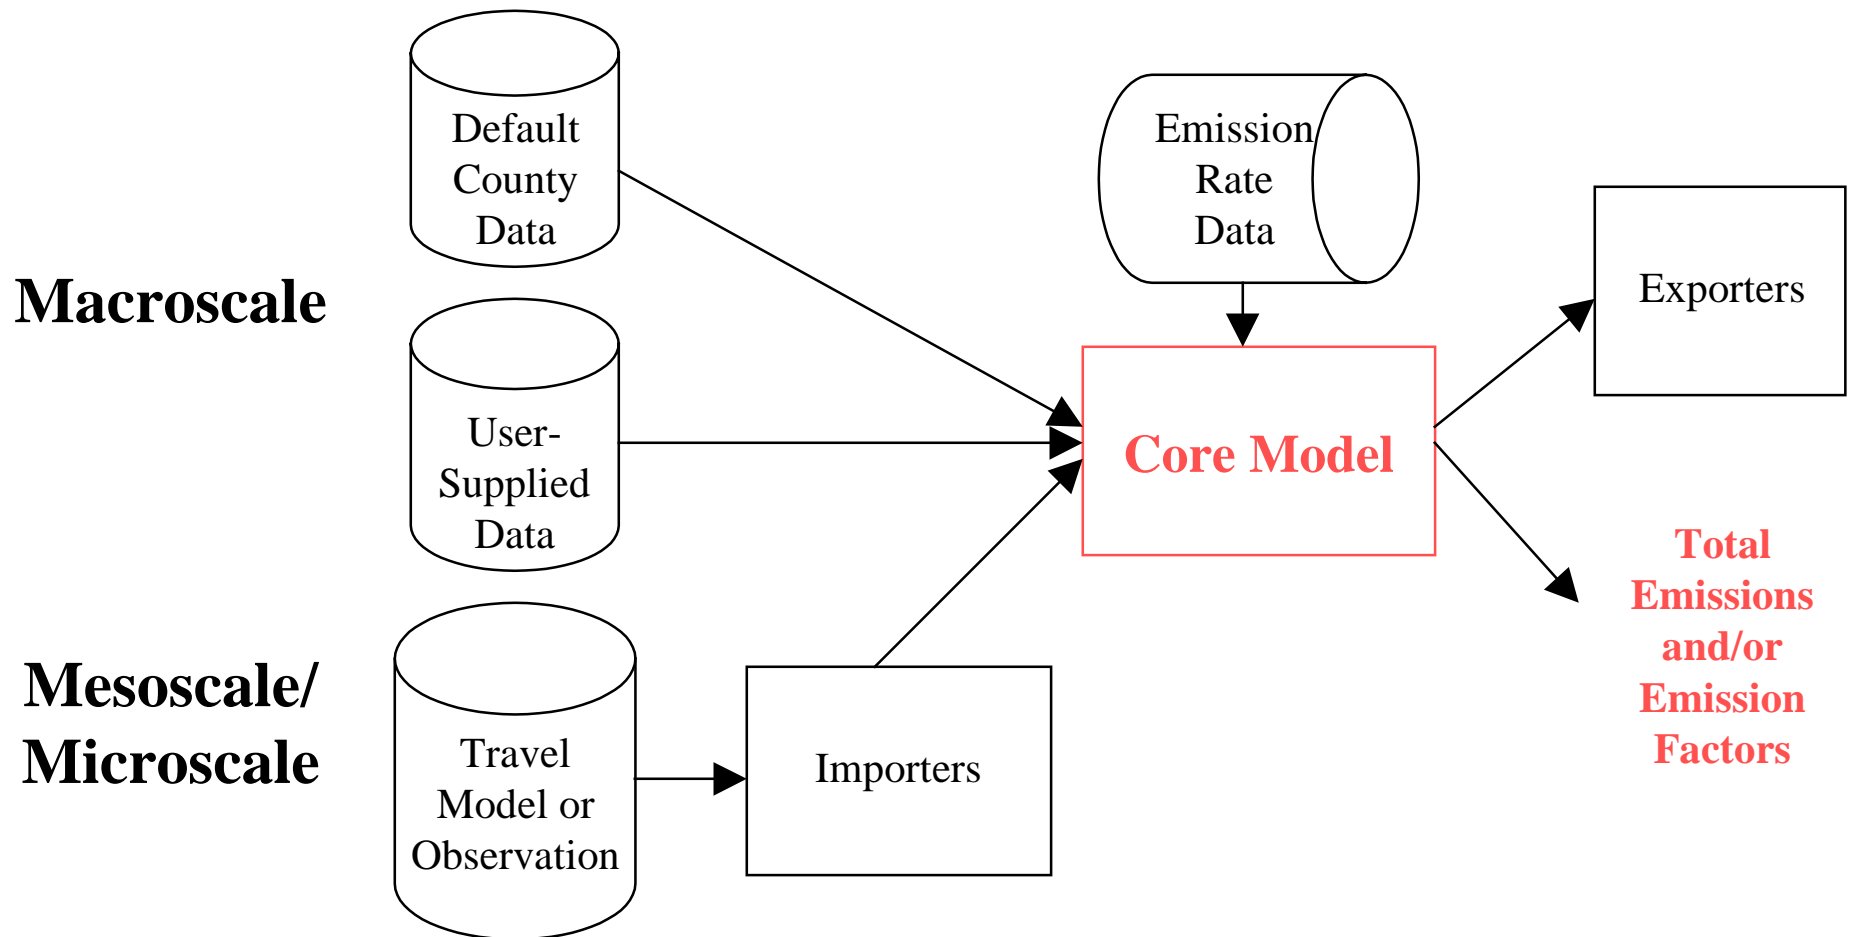 Default
County
Data
Emission
Rate
Data
Macroscale
Exporters
User-
Supplied
Data
Core Model
Total
Emissions
and/or
Emission
Factors
Mesoscale/
Microscale
Travel
Model or
Observation
Importers